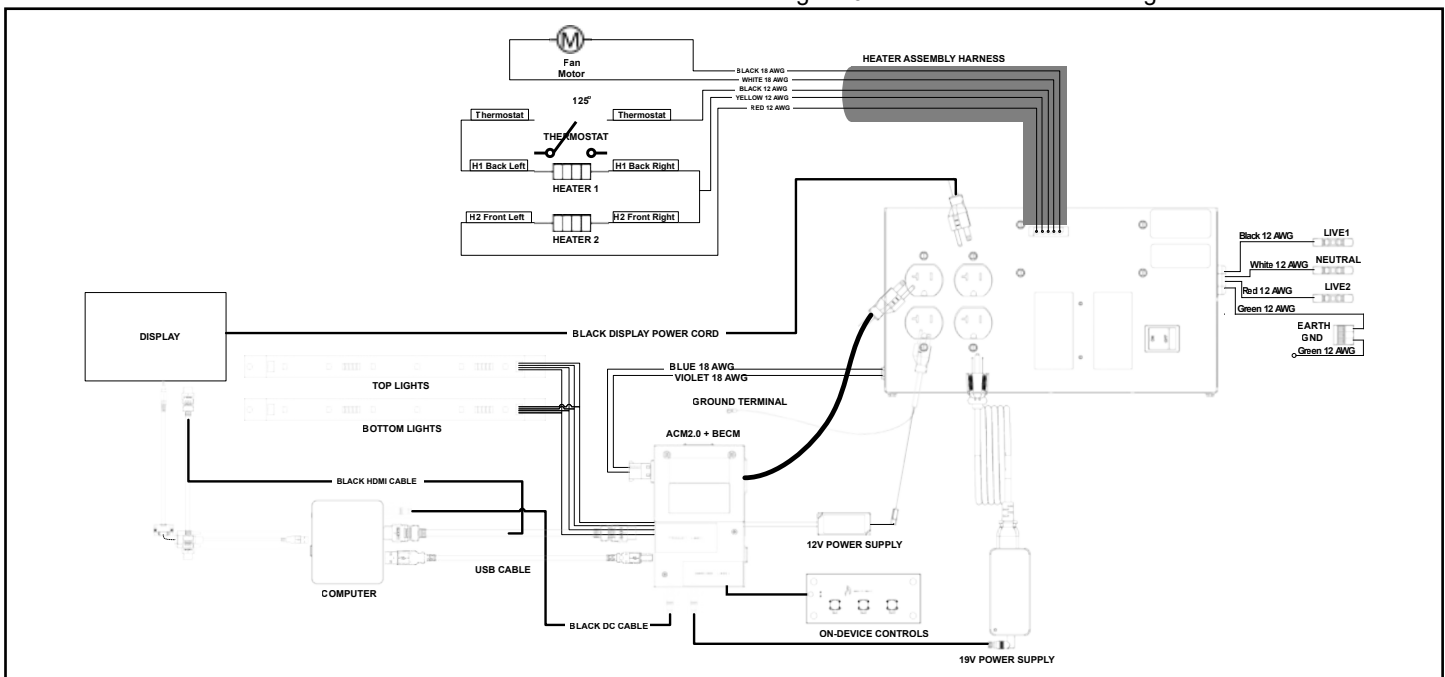 M
Fan
Motor
HEATER ASSEMBLY HARNESS
BLACK 18 AWG
WHITE 18 AWG
BLACK 12 AWG
YELLOW 12 AWG
RED 12 AWG
125°
Thermostat
Thermostat
THERMOSTAT
H1 Back Left
H1 Back Right
HEATER 1
H2 Front Left
H2 Front Right
HEATER 2
Black 12 AWG
LIVE1
White 12 AWG
NEUTRAL
Red 12 AWG
LIVE2
Green 12 AWG
EARTH
GND
Green 12 AWG
DISPLAY
BLACK DISPLAY POWER CORD
TOP LIGHTS
BOTTOM LIGHTS
BLUE 18 AWG
VIOLET 18 AWG
GROUND TERMINAL
ACM2.0 + BECM
BLACK HDMI CABLE
12V POWER SUPPLY
USB CABLE
COMPUTER
BLACK DC CABLE
ON-DEVICE CONTROLS
19V POWER SUPPLY